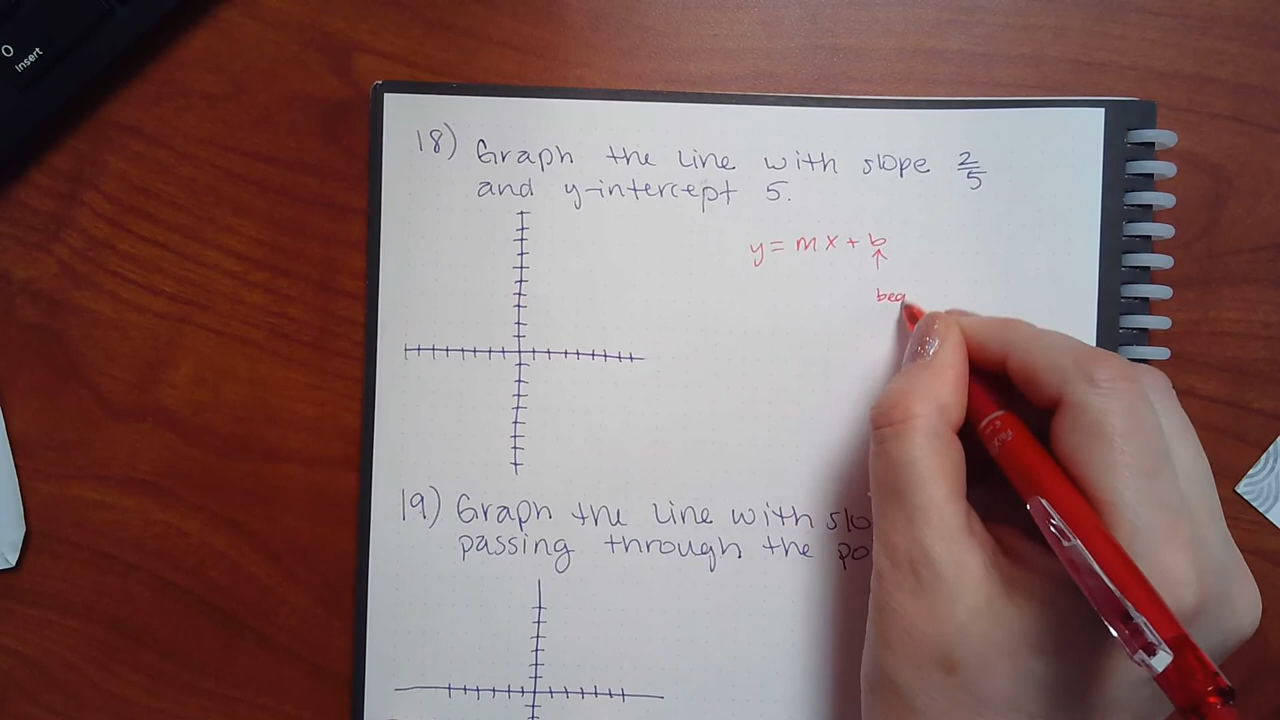 0
Insert
18) Graph the line with slope 2/5
and y-intercept 5.
y = mx + b
↑
beg
19) Graph the line with slo
passing through the po